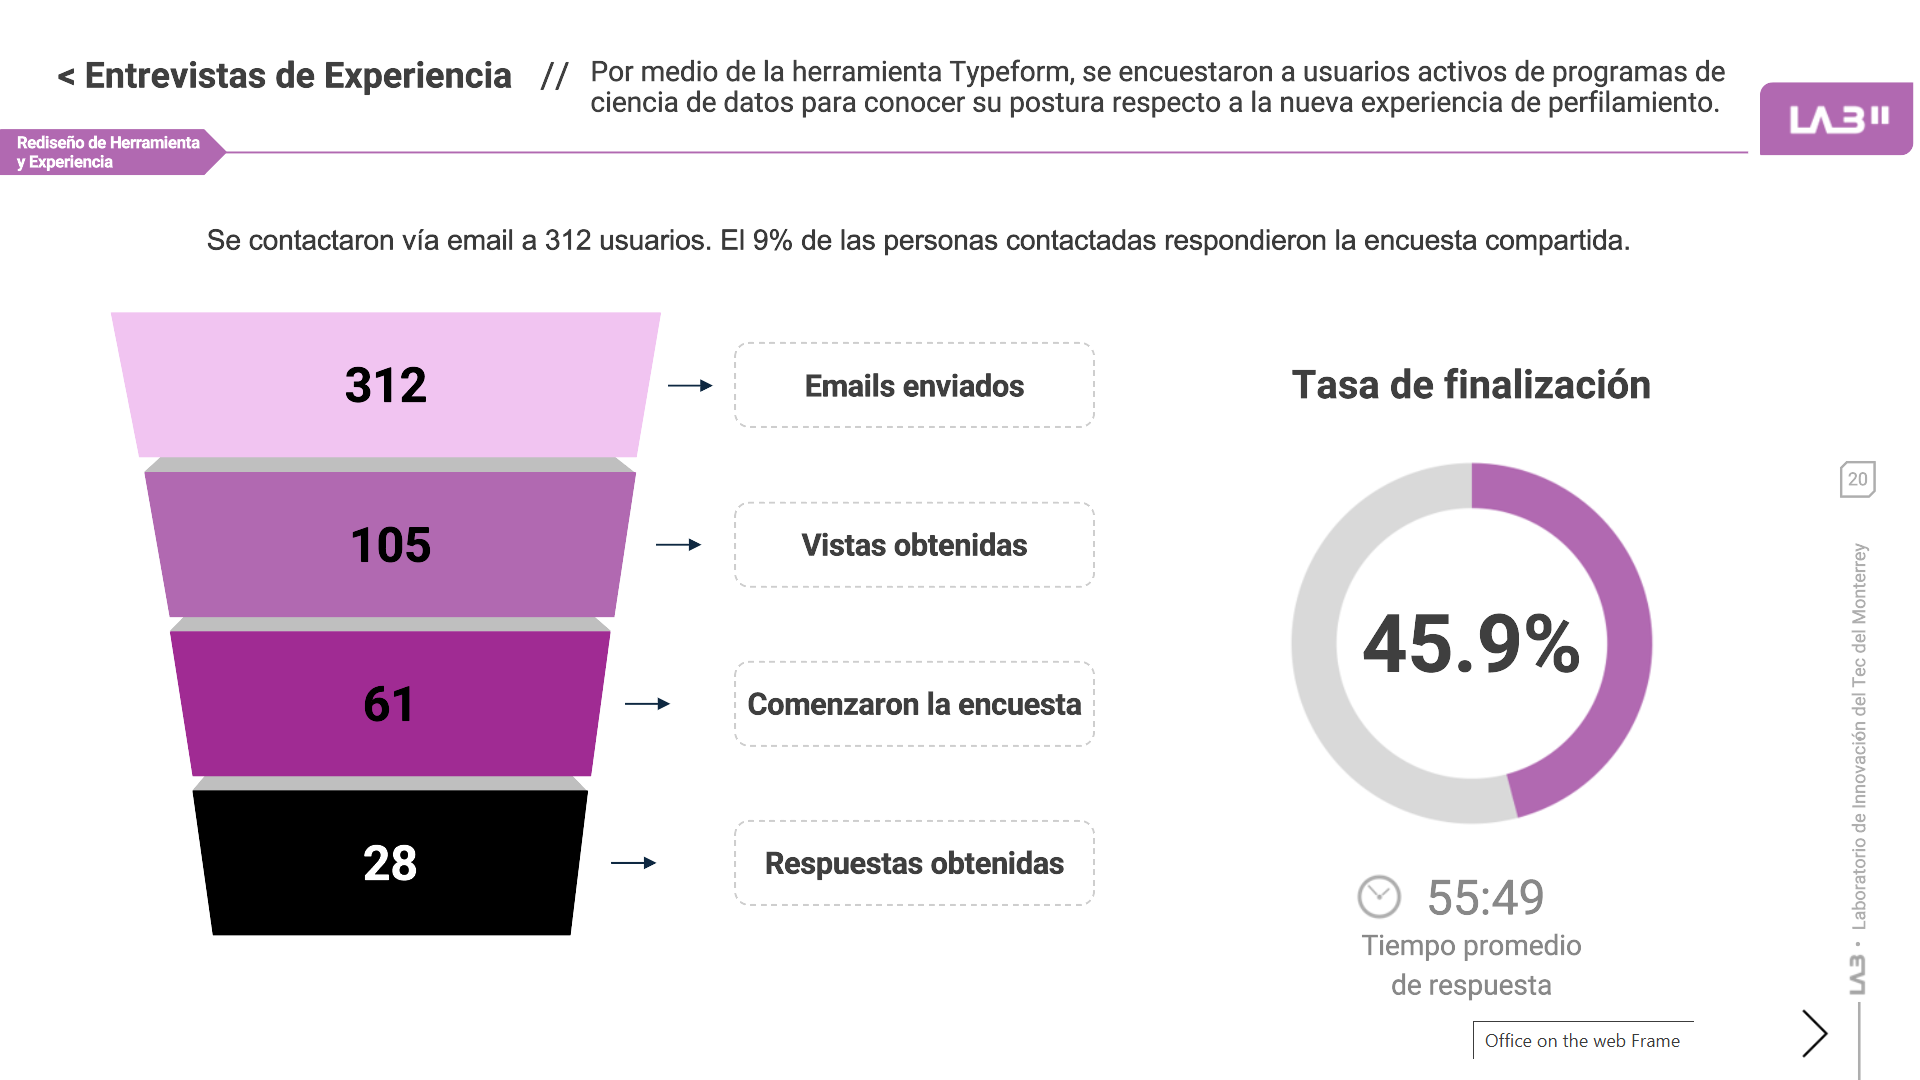 < Entrevistas de Experiencia //
Por medio de la herramienta Typeform, se encuestaron a usuarios activos de programas de
ciencia de datos para conocer su postura respecto a la nueva experiencia de perfilamiento.
LAB
Rediseño de Herramienta
y Experiencia
Se contactaron vía email a 312 usuarios. El 9% de las personas contactadas respondieron la encuesta compartida.
312
Emails enviados
105
Vistas obtenidas
61
Comenzaron la encuesta
28
Respuestas obtenidas
Tasa de finalización
45.9%
55:49
Tiempo promedio
de respuesta
20
LAB • Laboratorio de Innovación del Tec del Monterrey
Office on the web Frame